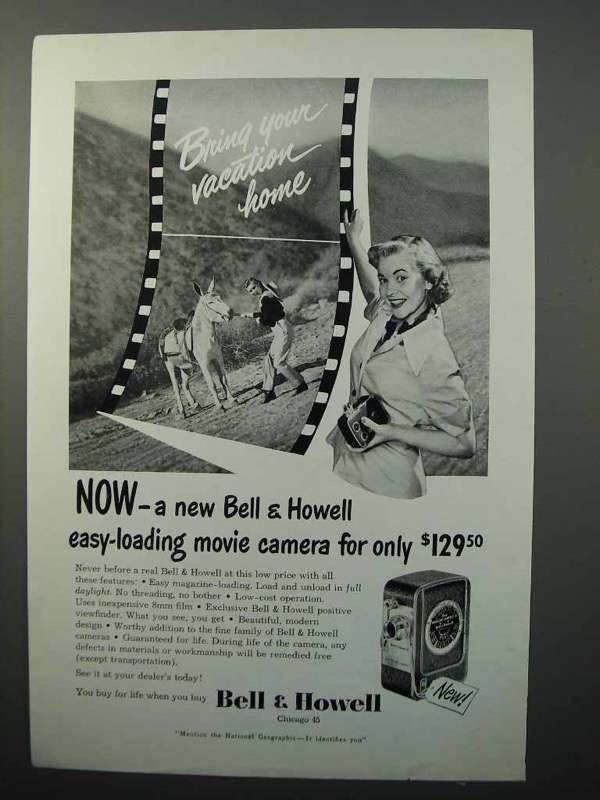 Bring your
vacation
home
NOW—a new Bell & Howell
easy-loading movie camera for only $129.50
Never before a real Bell & Howell at this low price with all
these features: • Easy magazine-loading. Load and unload in full
daylight. No threading, no bother • Low-cost operation.
Uses inexpensive 8mm film • Exclusive Bell & Howell positive
viewfinder. What you see, you get • Beautiful, modern
design • Worthy addition to the fine family of Bell & Howell
cameras • Guaranteed for life. During life of the camera, any
defects in materials or workmanship will be remedied free
(except transportation).
See it at your dealer's today!
You buy for life when you buy Bell & Howell
Chicago 45
New!
"Mention the National Geographic—It identifies you"